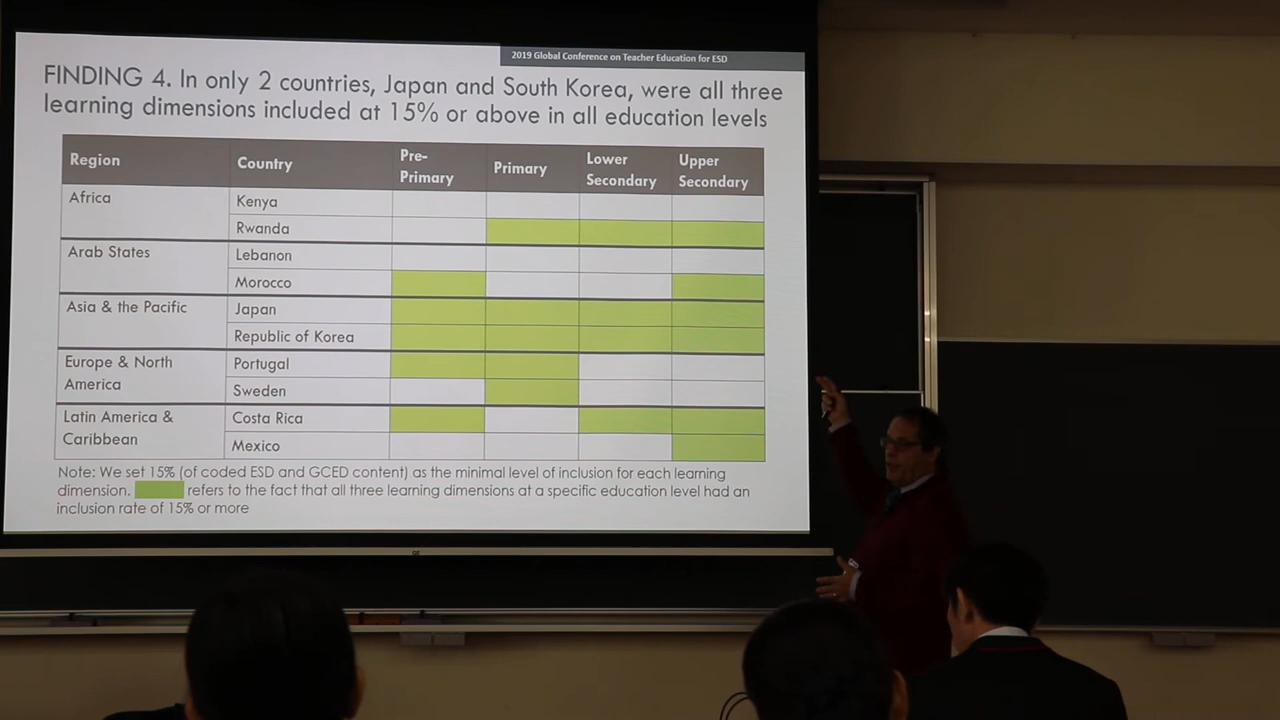 2019 Global Conference on Teacher Education for ESD
FINDING 4. In only 2 countries, Japan and South Korea, were all three
learning dimensions included at 15% or above in all education levels
Region Country Pre-Primary Primary Lower Secondary Upper Secondary
Africa Kenya
Rwanda
Arab States Lebanon
Morocco
Asia & the Pacific Japan
Republic of Korea
Europe & North America Portugal
Sweden
Latin America & Caribbean Costa Rica
Mexico
Note: We set 15% (of coded ESD and GCED content) as the minimal level of inclusion for each learning
dimension. refers to the fact that all three learning dimensions at a specific education level had an
inclusion rate of 15% or more